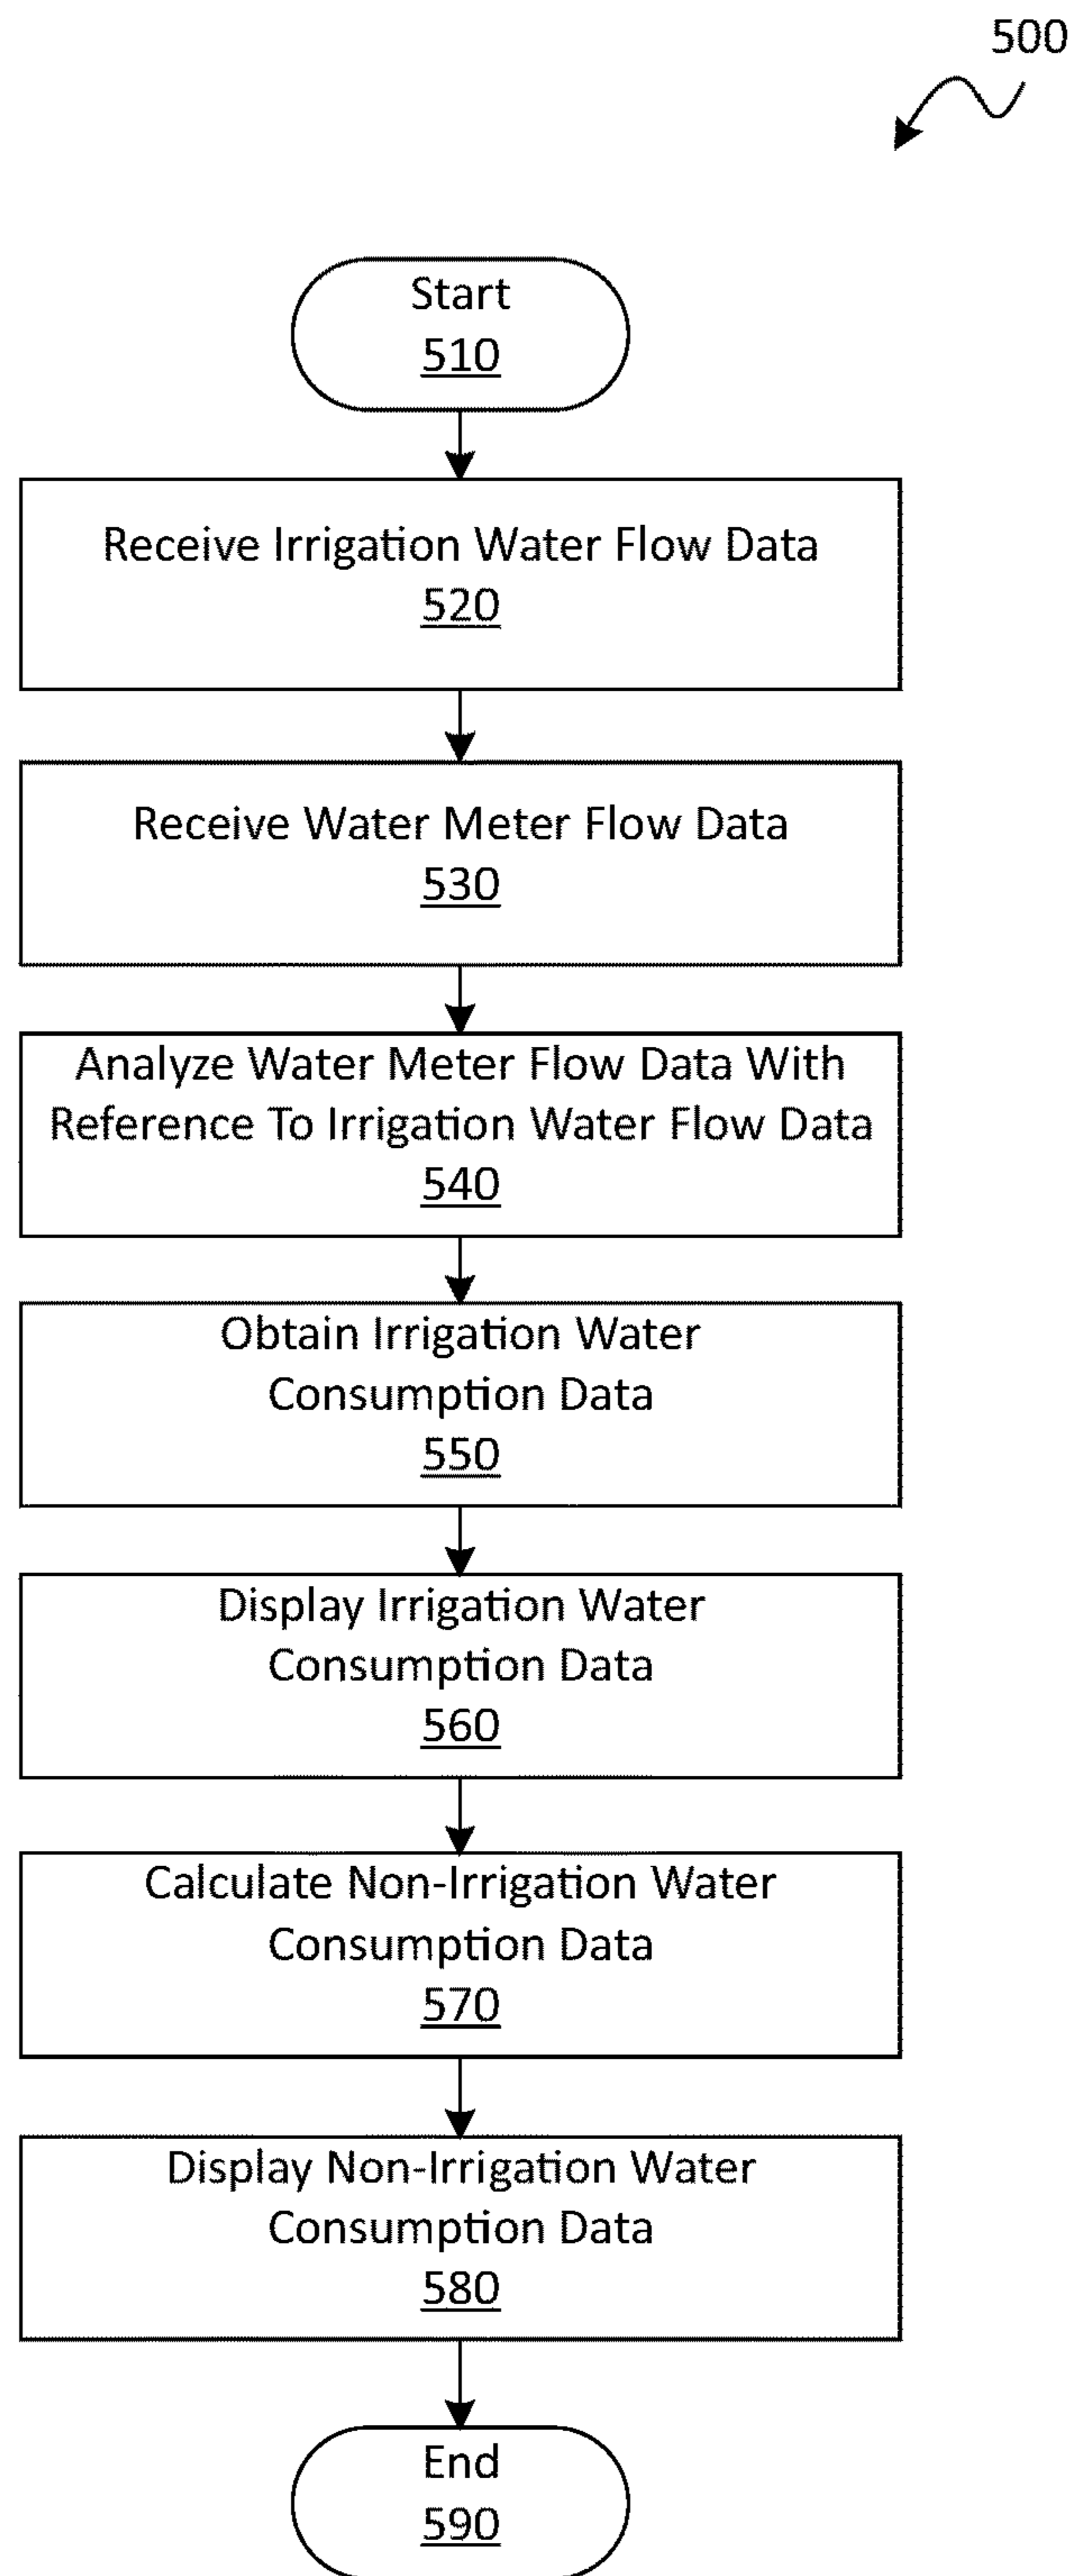 500
Start
510
Receive Irrigation Water Flow Data
520
Receive Water Meter Flow Data
530
Analyze Water Meter Flow Data With
Reference To Irrigation Water Flow Data
540
Obtain Irrigation Water
Consumption Data
550
Display Irrigation Water
Consumption Data
560
Calculate Non-Irrigation Water
Consumption Data
570
Display Non-Irrigation Water
Consumption Data
580
End
590